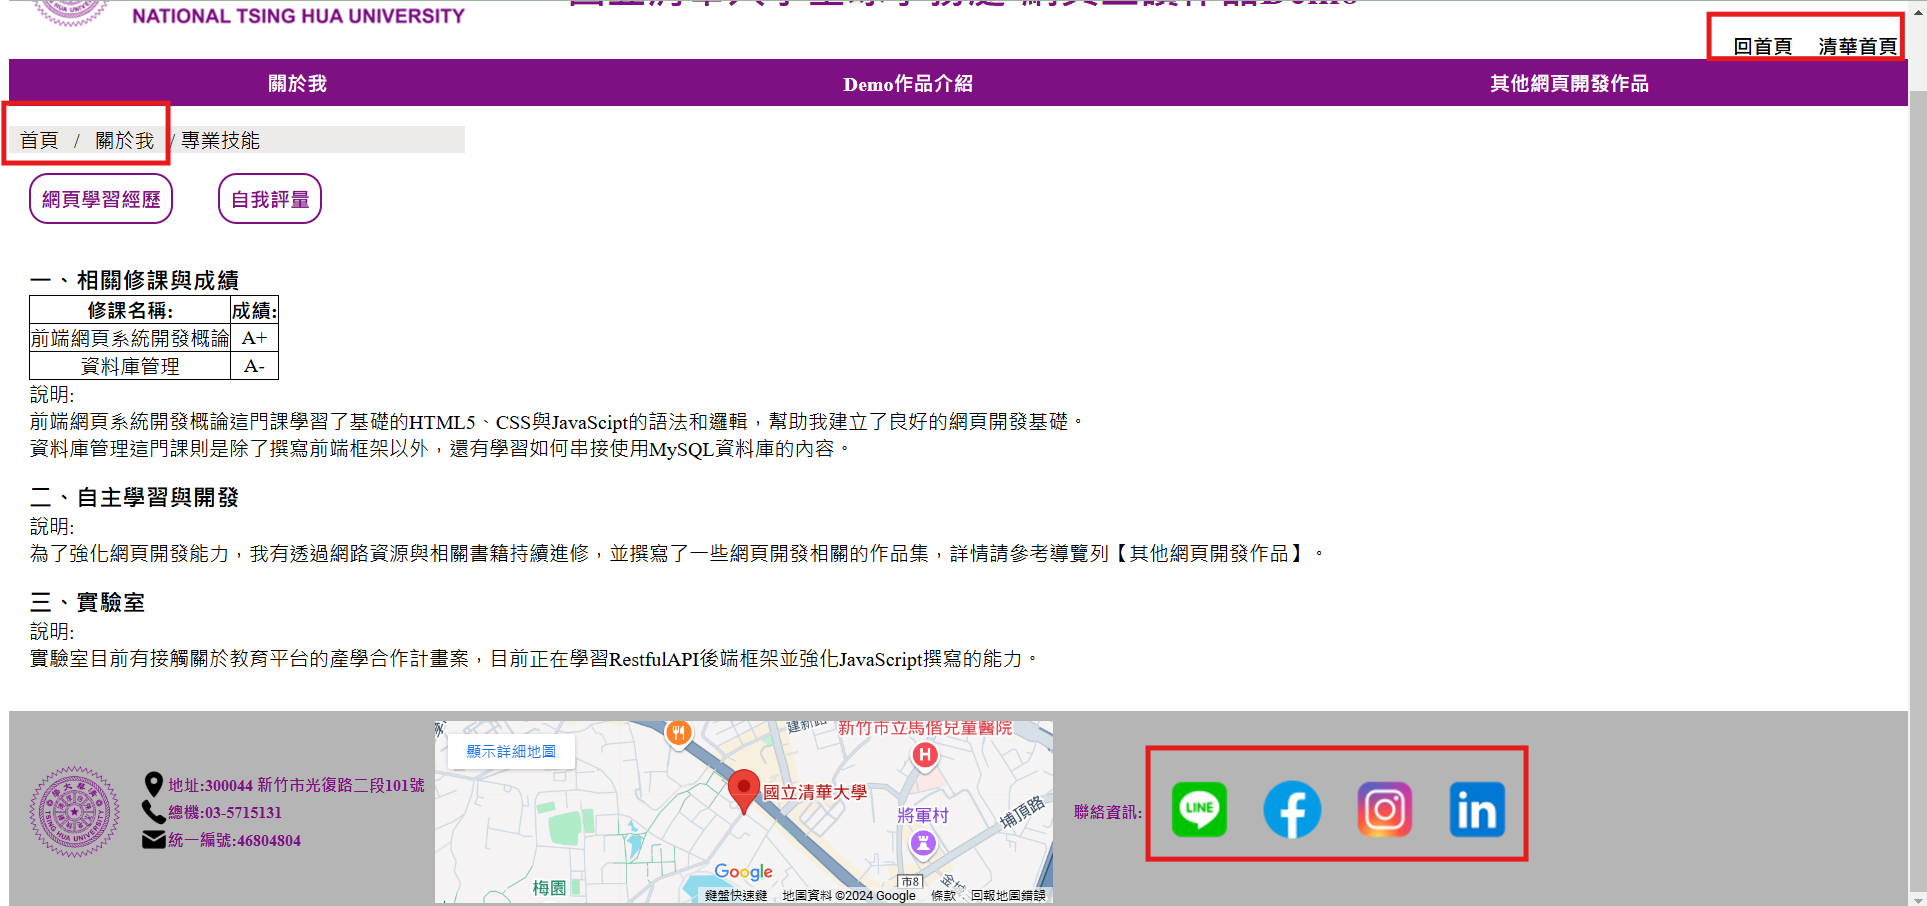 NATIONAL TSING HUA UNIVERSITY
回首頁 清華首頁
關於我 Demo作品介紹 其他網頁開發作品
首頁 / 關於我 / 專業技能
網頁學習經歷 自我評量
一、相關修課與成績
修課名稱: 成績:
前端網頁系統開發概論 A+
資料庫管理 A-
說明:
前端網頁系統開發概論這門課學習了基礎的HTML5、CSS與JavaScipt的語法和邏輯，幫助我建立了良好的網頁開發基礎。
資料庫管理這門課則是除了撰寫前端框架以外，還有學習如何串接使用MySQL資料庫的內容。
二、自主學習與開發
說明:
為了強化網頁開發能力，我有透過網路資源與相關書籍持續進修，並撰寫了一些網頁開發相關的作品集，詳情請參考導覽列【其他網頁開發作品】。
三、實驗室
說明:
實驗室目前有接觸關於教育平台的產學合作計畫案，目前正在學習RestfulAPI後端框架並強化JavaScript撰寫的能力。
地址:300044 新竹市光復路二段101號
總機:03-5715131
統一編號:46804804
顯示詳細地圖
建新路
新竹市立馬偕兒童醫院
H
國立清華大學
將軍村
埔頂路
市8
梅園
Google
鍵盤快速鍵 地圖資料 ©2024 Google 條款 回報地圖錯誤
聯絡資訊:
LINE
in